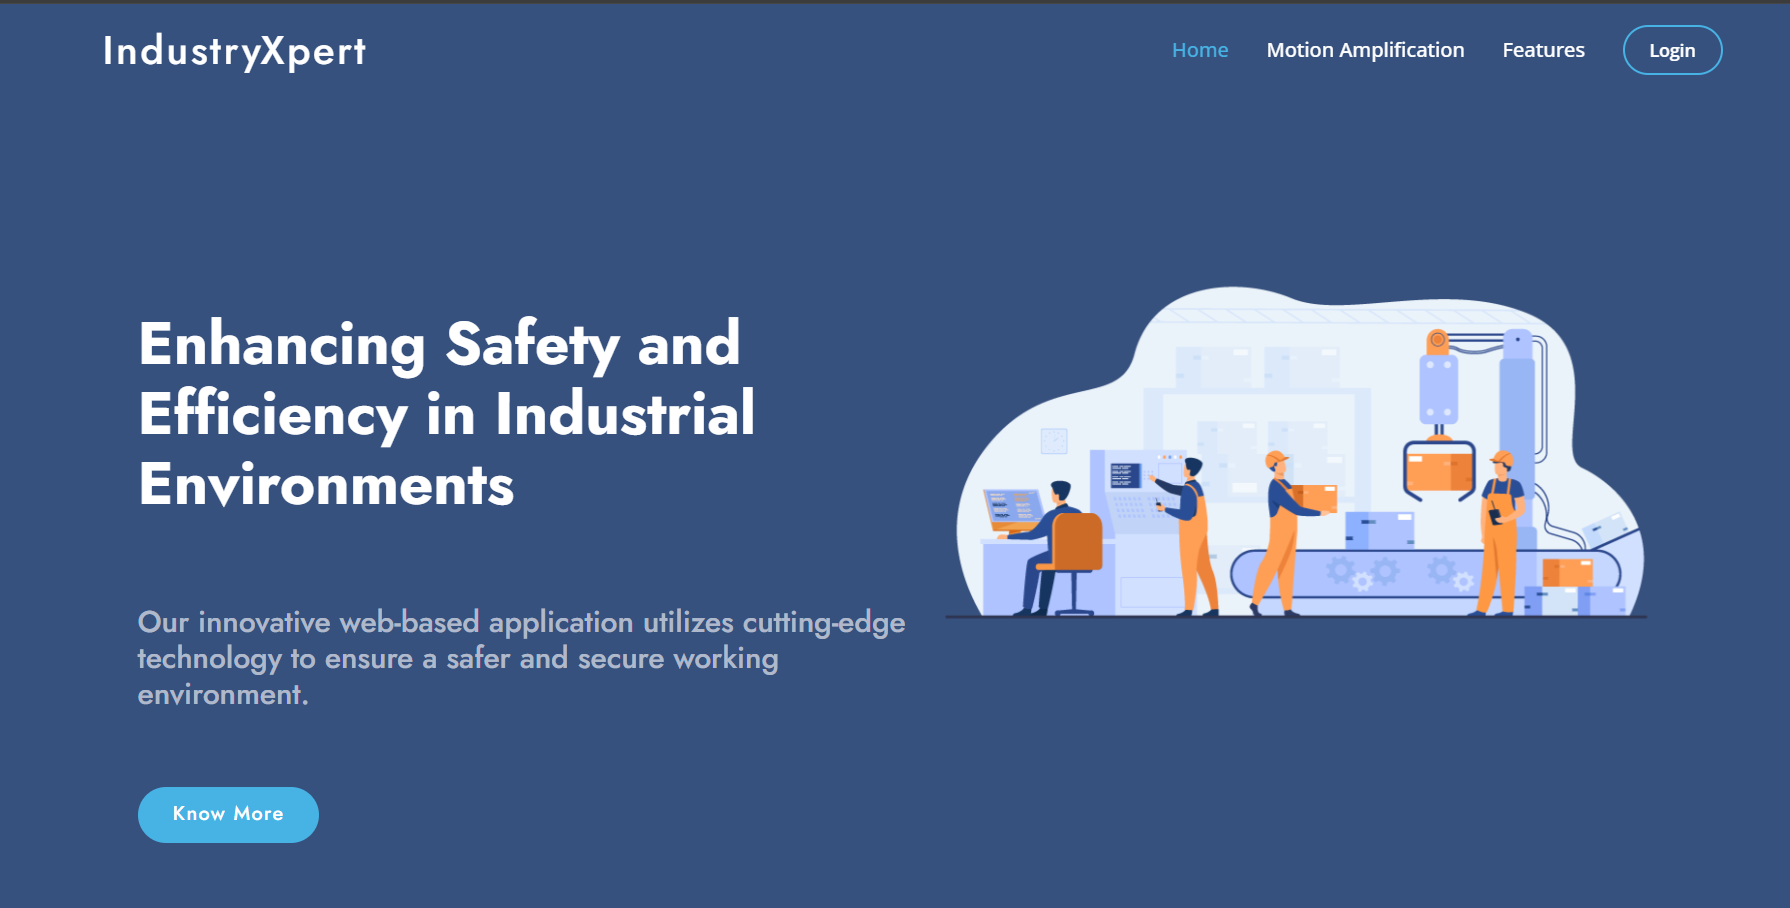 IndustryXpert
Home Motion Amplification Features Login
Enhancing Safety and
Efficiency in Industrial
Environments
Our innovative web-based application utilizes cutting-edge
technology to ensure a safer and secure working
environment.
Know More